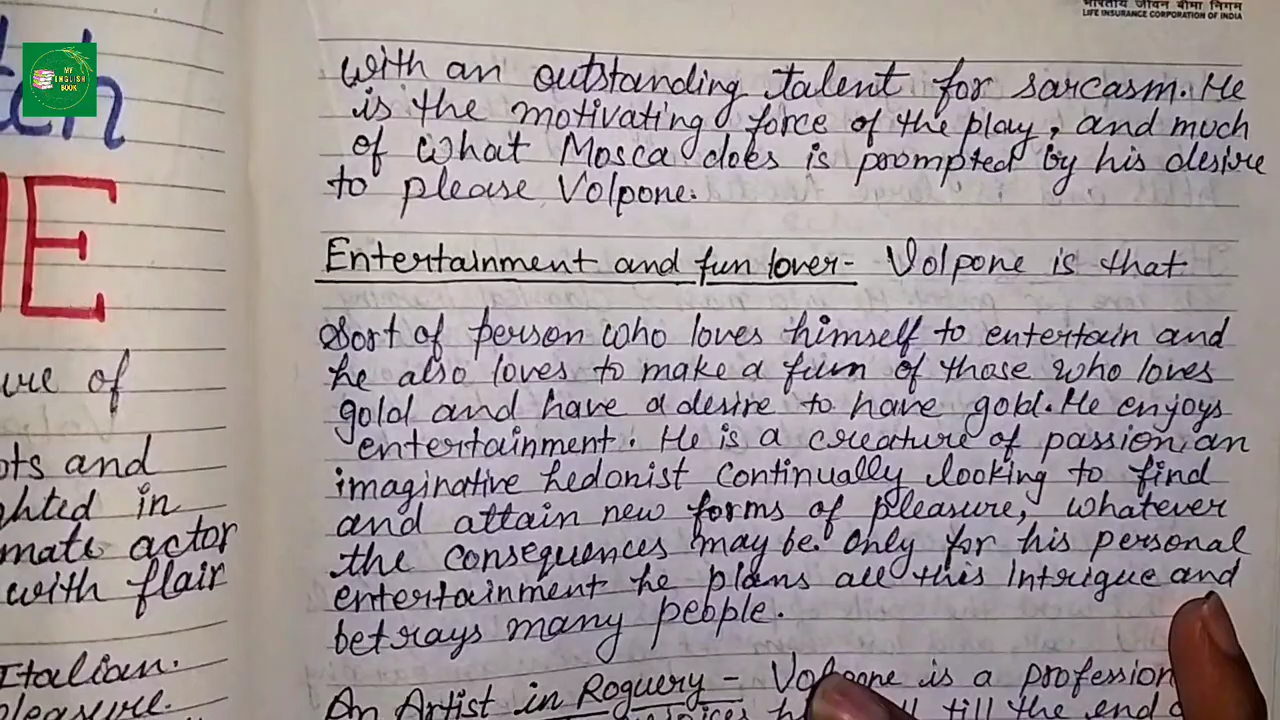 भारतीय जीवन बीमा निगम
LIFE INSURANCE CORPORATION OF INDIA
MY
ENGLISH
BOOK
E
ure of
ots and
ghted in
mate actor
with flair
Italian.
pleasure.
with an outstanding talent for sarcasm. He
is the motivating force of the play, and much
of what Mosca does is prompted by his desire
to please Volpone.
Entertainment and fun lover- Volpone is that
Sort of person who loves himself to entertain and
he also loves to make a fum of those who loves
gold and have a desire to have gold. He enjoys
entertainment. He is a creature of passion, an
imaginative hedonist continually looking to find
and attain new forms of pleasure, whatever
the consequences may be. Only for his personal
entertainment he plans all this Intrigue and
betrays many people.
An Artist in Roguery - Volpone is a profession
till the end